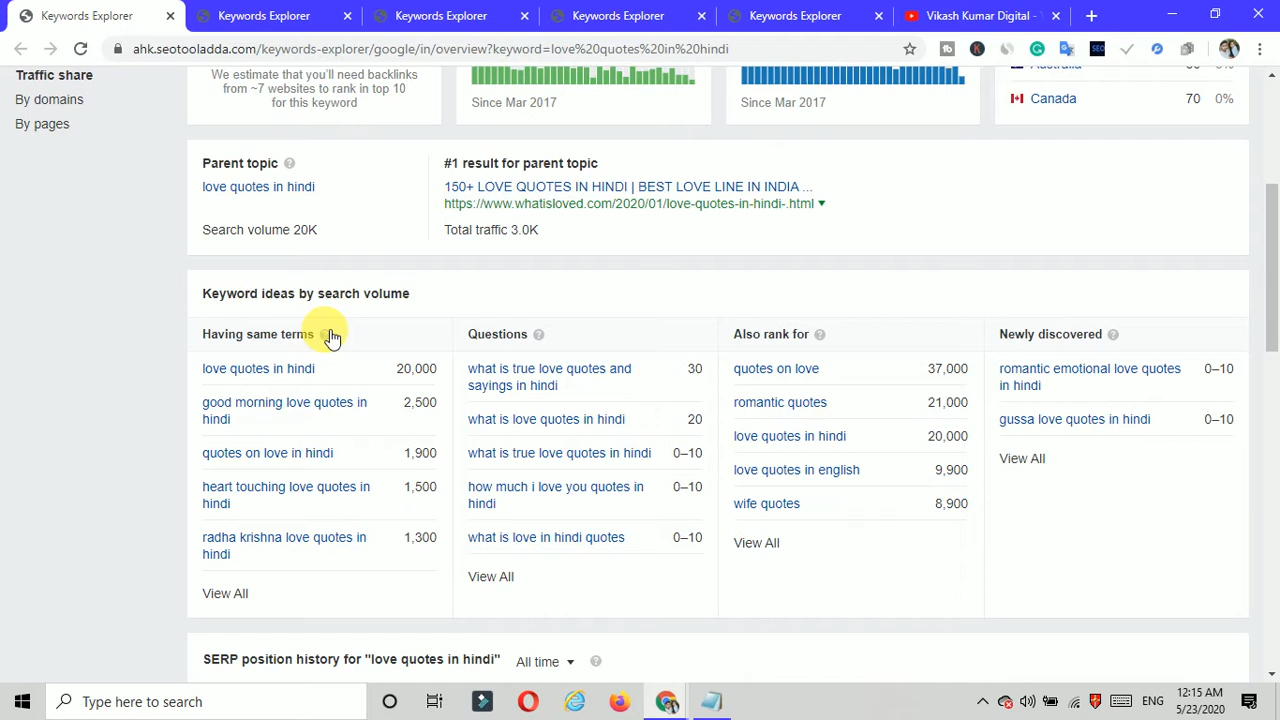 Keywords Explorer
Keywords Explorer
Keywords Explorer
Keywords Explorer
Keywords Explorer
Vikash Kumar Digital -
ahk.seotooladda.com/keywords-explorer/google/in/overview?keyword=love%20quotes%20in%20hindi
Traffic share
By domains
By pages
We estimate that you'll need backlinks
from ~7 websites to rank in top 10
for this keyword
Since Mar 2017
Since Mar 2017
Australia
Canada 70 0%
Parent topic
love quotes in hindi
Search volume 20K
#1 result for parent topic
150+ LOVE QUOTES IN HINDI | BEST LOVE LINE IN INDIA ...
https://www.whatisloved.com/2020/01/love-quotes-in-hindi-.html
Total traffic 3.0K
Keyword ideas by search volume
Having same terms
love quotes in hindi 20,000
good morning love quotes in 2,500
hindi
quotes on love in hindi 1,900
heart touching love quotes in 1,500
hindi
radha krishna love quotes in 1,300
hindi
View All
Questions
what is true love quotes and 30
sayings in hindi
what is love quotes in hindi 20
what is true love quotes in hindi 0–10
how much i love you quotes in 0–10
hindi
what is love in hindi quotes 0–10
View All
Also rank for
quotes on love 37,000
romantic quotes 21,000
love quotes in hindi 20,000
love quotes in english 9,900
wife quotes 8,900
View All
Newly discovered
romantic emotional love quotes 0–10
in hindi
gussa love quotes in hindi 0–10
View All
SERP position history for "love quotes in hindi" All time
Type here to search
ENG
12:15 AM
5/23/2020